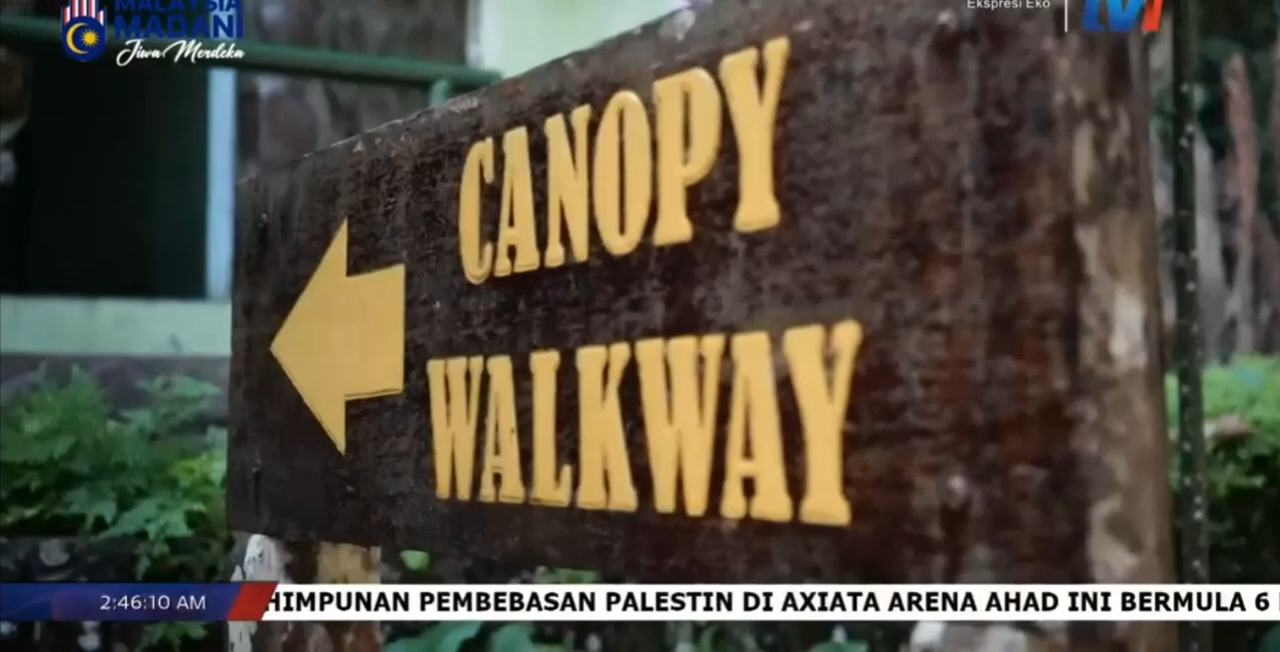 MALAYSIA
MADANI
Jiwa Merdeka
Ekspresi Eko
tv1
CANOPY
WALKWAY
2:46:10 AM
HIMPUNAN PEMBEBASAN PALESTIN DI AXIATA ARENA AHAD INI BERMULA 6